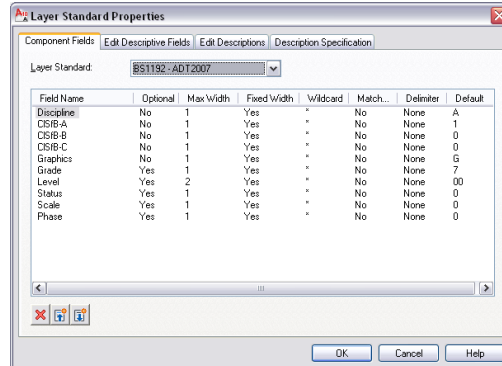 Layer Standard Properties
Component Fields Edit Descriptive Fields Edit Descriptions Description Specification
Layer Standard: BS1192 - ADT2007
Field Name Optional Max Width Fixed Width Wildcard Match... Delimiter Default
Discipline No 1 Yes * No None A
CISfB-A No 1 Yes * No None 1
CISfB-B No 1 Yes * No None 0
CISfB-C No 1 Yes * No None 0
Graphics No 1 Yes * No None G
Grade Yes 1 Yes * No None 7
Level Yes 2 Yes * No None 00
Status Yes 1 Yes * No None 0
Scale Yes 1 Yes * No None 0
Phase Yes 1 Yes * No None 0
OK Cancel Help